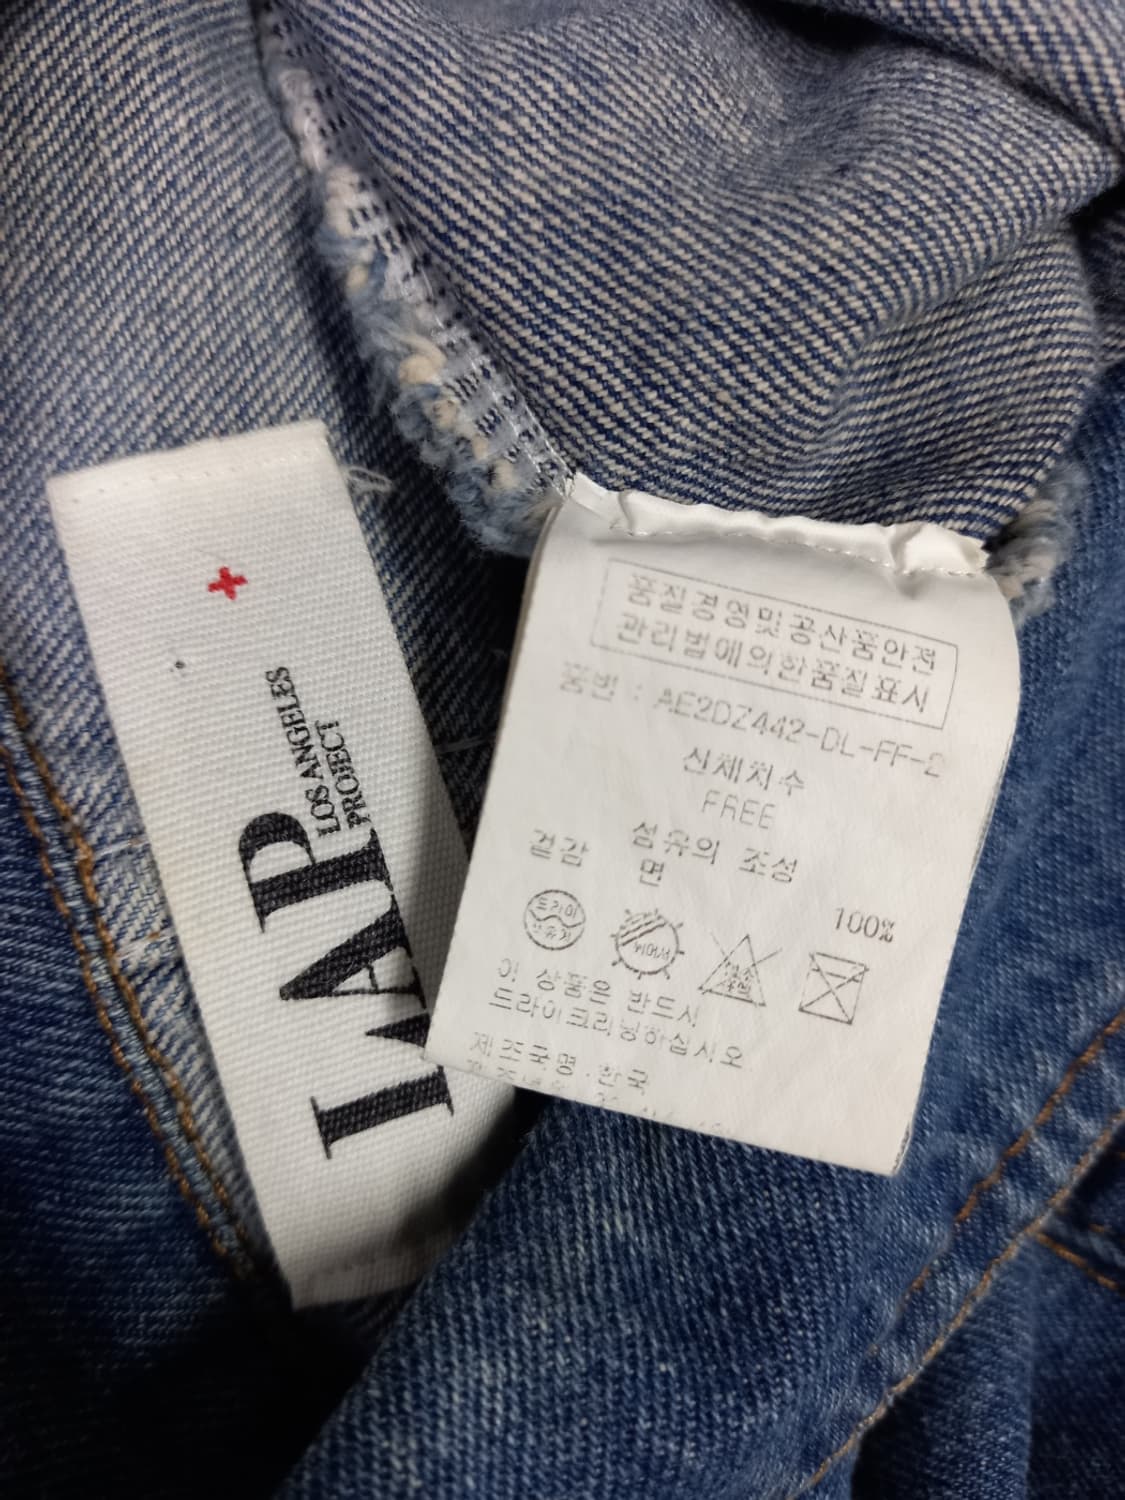 LAP
LOS ANGELES
PROJECT
품질경영및공산품안전
관리법에의한품질표시
품번 : AE2DZ442-DL-FF-2
신체치수
FREE
섬유의 조성
겉감 면 100%
드라이
이 상품은 반드시
드라이크리닝하십시오
제조국명 . 한국